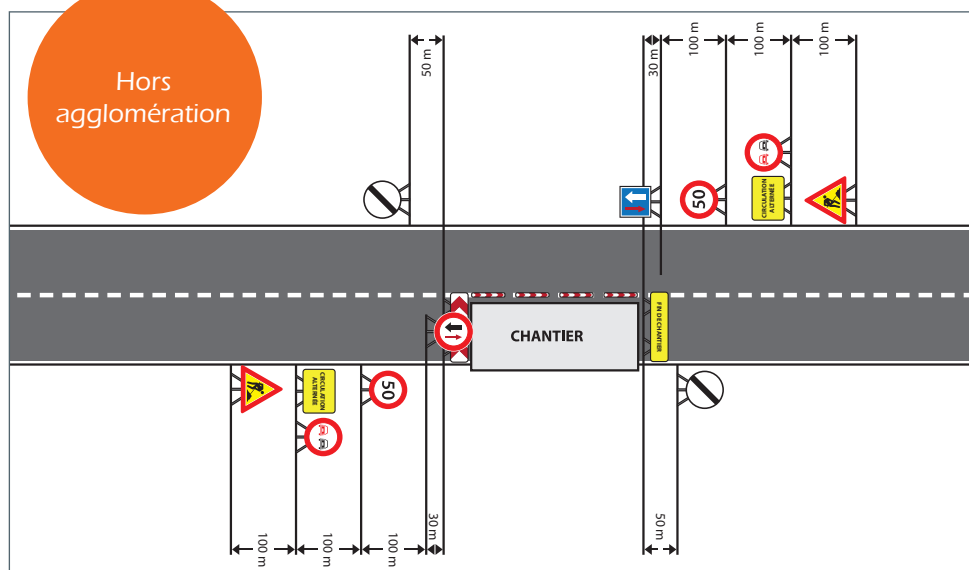 Hors
agglomération
50 m
30 m
100 m
100 m
100 m
50
CIRCULATION
ALTERNÉE
CHANTIER
FIN DE CHANTIER
CIRCULATION
ALTERNÉE
50
100 m
100 m
100 m
30 m
50 m